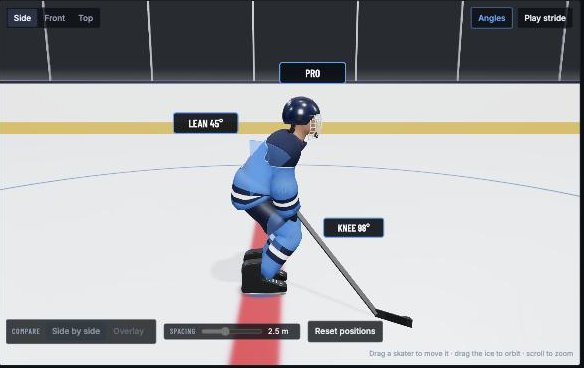 Side Front Top
Angles Play stride
PRO
LEAN 45°
KNEE 98°
COMPARE Side by side Overlay
SPACING 2.5 m
Reset positions
Drag a skater to move it · drag the ice to orbit · scroll to zoom